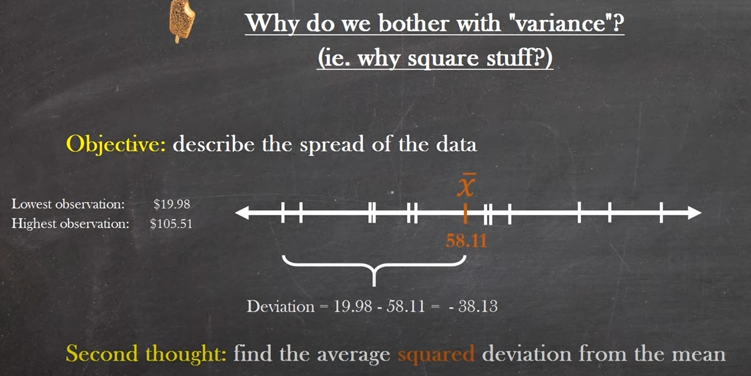 Why do we bother with "variance"?
(ie. why square stuff?)
Objective: describe the spread of the data
Lowest observation: $19.98
Highest observation: $105.51
x̄
58.11
Deviation = 19.98 - 58.11 = - 38.13
Second thought: find the average squared deviation from the mean